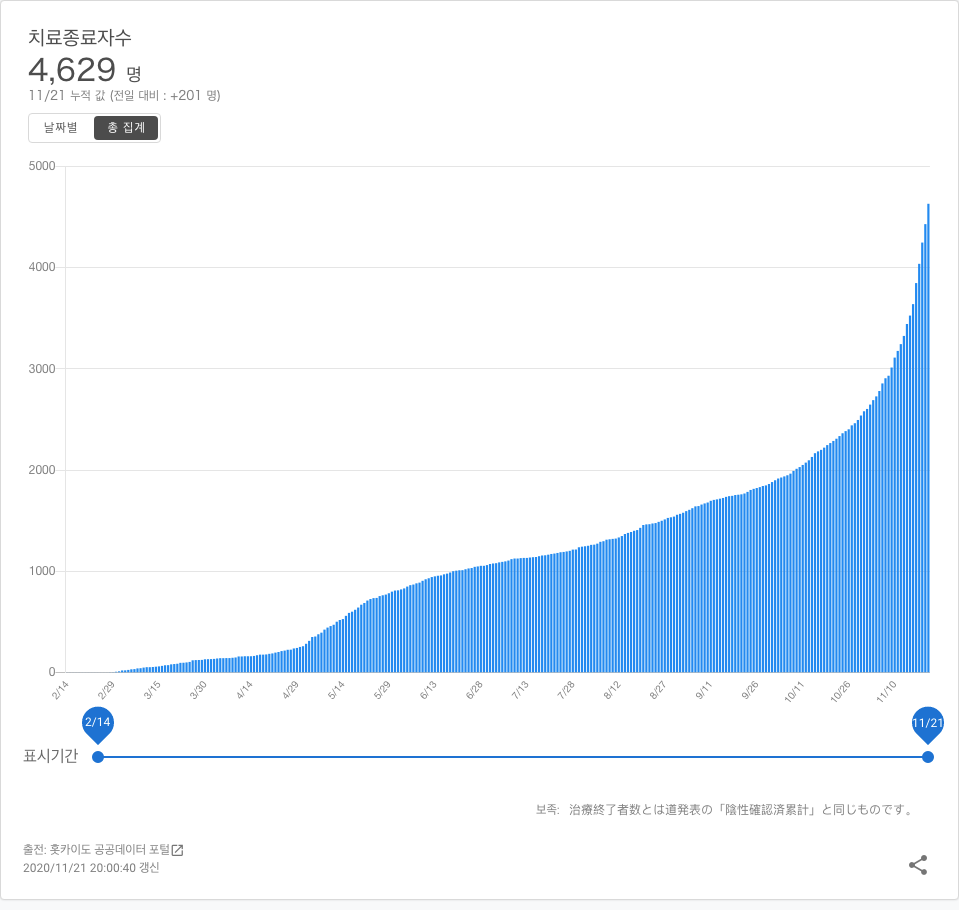 치료종료자수
4,629 명
11/21 누적 값 (전일 대비 : +201 명)
날짜별 총 집계
5000
4000
3000
2000
1000
0
2/14 2/29 3/15 3/30 4/14 4/29 5/14 5/29 6/13 6/28 7/13 7/28 8/12 8/27 9/11 9/26 10/11 10/26 11/10
2/14 11/21
표시기간
보족: 治療終了者数とは道発表の「陰性確認済累計」と同じものです。
출전: 홋카이도 공공데이터 포털
2020/11/21 20:00:40 갱신